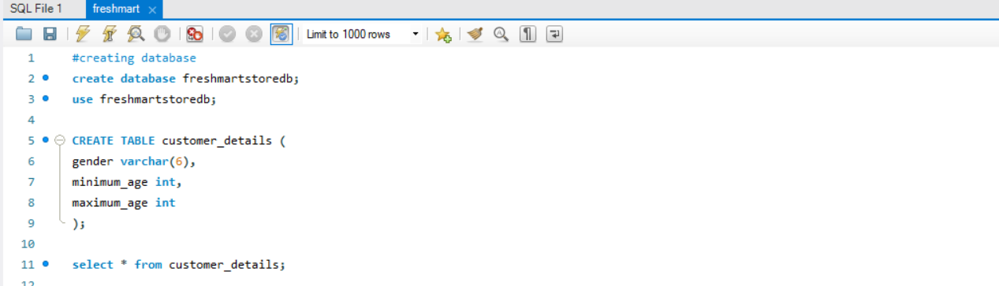 SQL File 1 freshmart
Limit to 1000 rows
1 #creating database
2 create database freshmartstoredb;
3 use freshmartstoredb;
4
5 CREATE TABLE customer_details (
6 gender varchar(6),
7 minimum_age int,
8 maximum_age int
9 );
10
11 select * from customer_details;
12